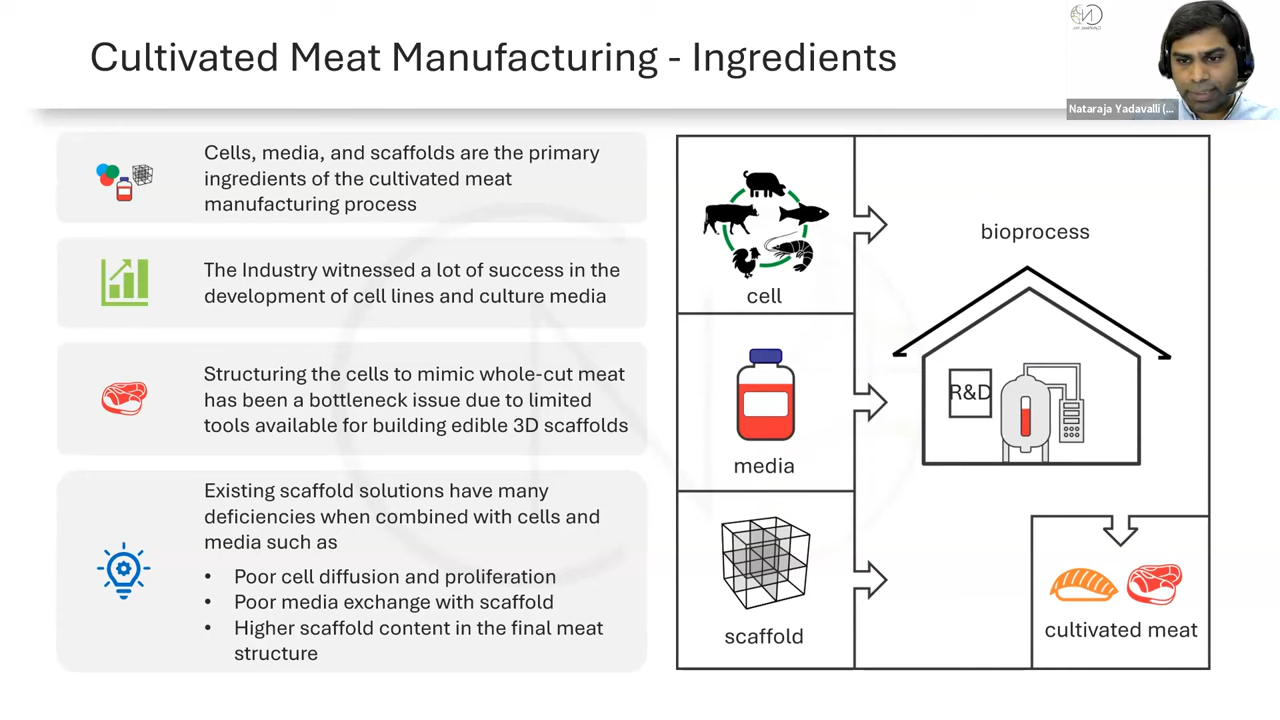 Cultivated Meat Manufacturing - Ingredients
Nataraja Yadavalli (...
Cells, media, and scaffolds are the primary
ingredients of the cultivated meat
manufacturing process
The Industry witnessed a lot of success in the
development of cell lines and culture media
Structuring the cells to mimic whole-cut meat
has been a bottleneck issue due to limited
tools available for building edible 3D scaffolds
Existing scaffold solutions have many
deficiencies when combined with cells and
media such as
• Poor cell diffusion and proliferation
• Poor media exchange with scaffold
• Higher scaffold content in the final meat
structure
cell
media
scaffold
bioprocess
R&D
cultivated meat